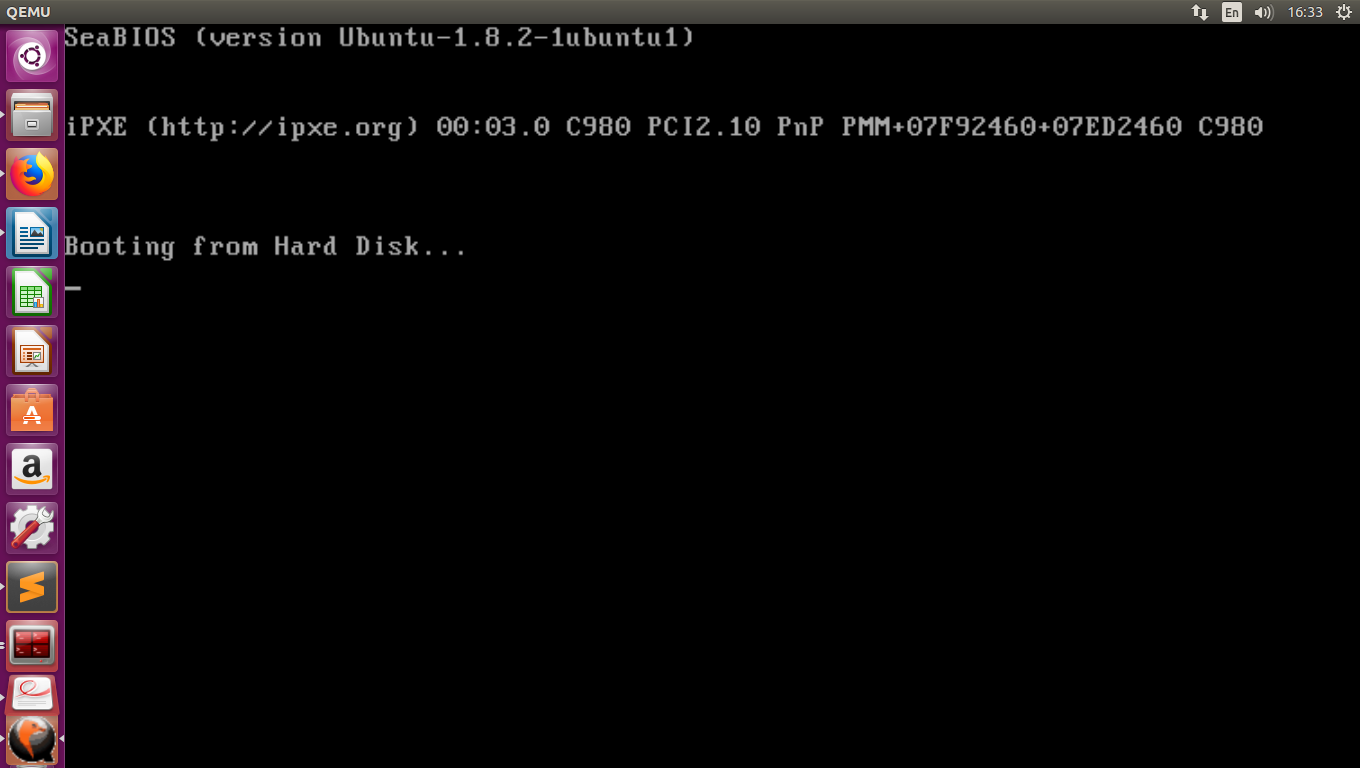 QEMU
En
16:33
SeaBIOS (version Ubuntu-1.8.2-1ubuntu1)
iPXE (http://ipxe.org) 00:03.0 C980 PCI2.10 PnP PMM+07F92460+07ED2460 C980
Booting from Hard Disk...
_
A
a